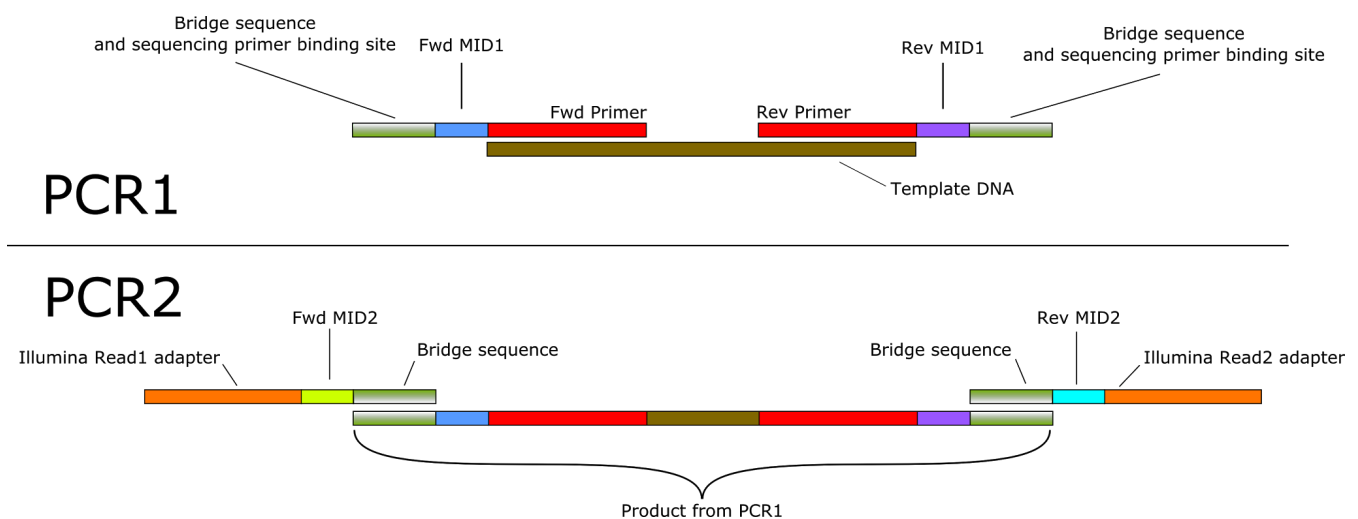 Bridge sequence
and sequencing primer binding site
Fwd MID1
Rev MID1
Bridge sequence
and sequencing primer binding site
Fwd Primer
Rev Primer
Template DNA
PCR1
PCR2
Fwd MID2
Rev MID2
Illumina Read1 adapter
Bridge sequence
Bridge sequence
Illumina Read2 adapter
Product from PCR1